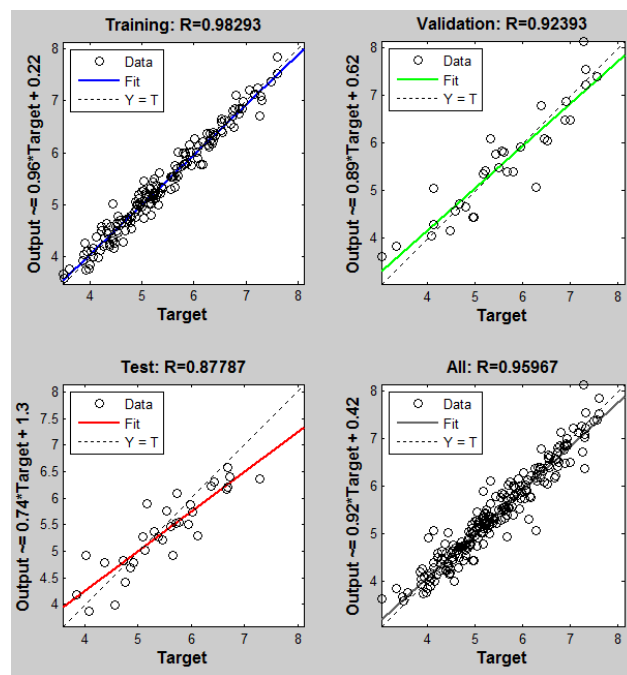 Training: R=0.98293
Output ~= 0.96*Target + 0.22
8
7
6
5
4
Data
Fit
Y = T
4 5 6 7 8
Target
Validation: R=0.92393
Output ~= 0.89*Target + 0.62
8
7
6
5
4
Data
Fit
Y = T
4 5 6 7 8
Target
Test: R=0.87787
Output ~= 0.74*Target + 1.3
8
7.5
7
6.5
6
5.5
5
4.5
4
Data
Fit
Y = T
4 5 6 7 8
Target
All: R=0.95967
Output ~= 0.92*Target + 0.42
8
7
6
5
4
Data
Fit
Y = T
4 5 6 7 8
Target